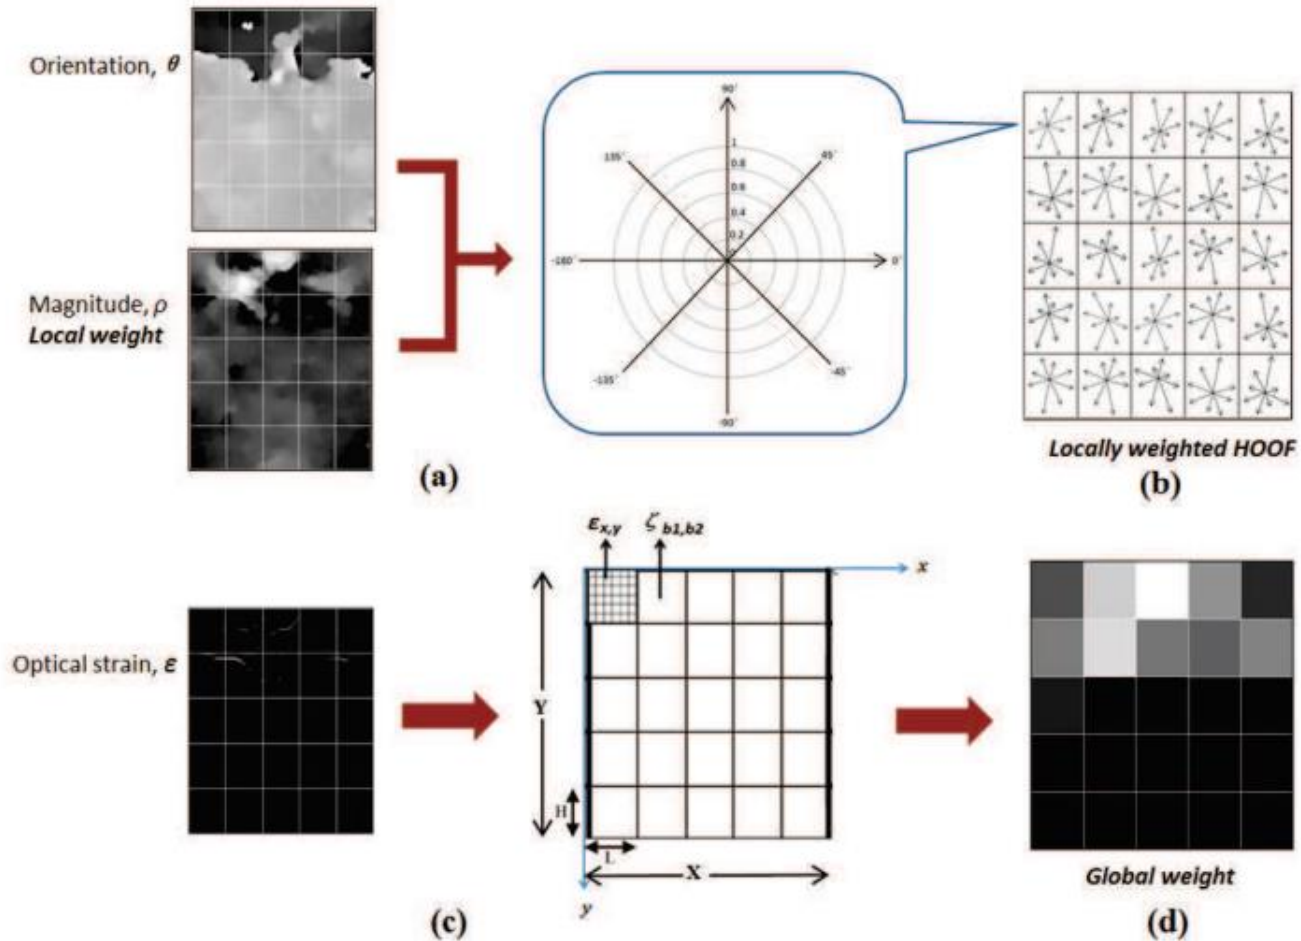 Orientation, θ
Magnitude, ρ
Local weight
(a)
90°
135°
45°
1
0.8
0.6
0.4
0.2
-180°
0°
-135°
-45°
-90°
Locally weighted HOOF
(b)
Optical strain, ε
εx,y
ζ b1,b2
x
Y
H
L
X
y
(c)
Global weight
(d)